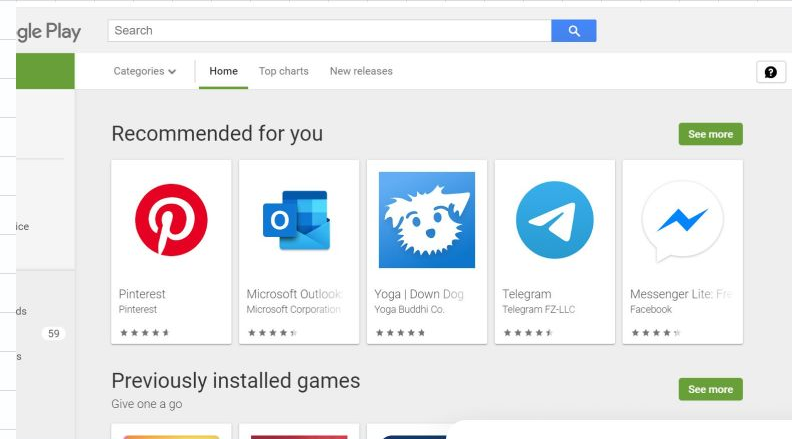 gle Play
Search
Categories
Home
Top charts
New releases
Recommended for you
See more
Pinterest
Pinterest
Microsoft Outlook
Microsoft Corporation
Yoga | Down Dog
Yoga Buddhi Co.
Telegram
Telegram FZ-LLC
Messenger Lite: Fre
Facebook
ice
ds
59
s
Previously installed games
See more
Give one a go